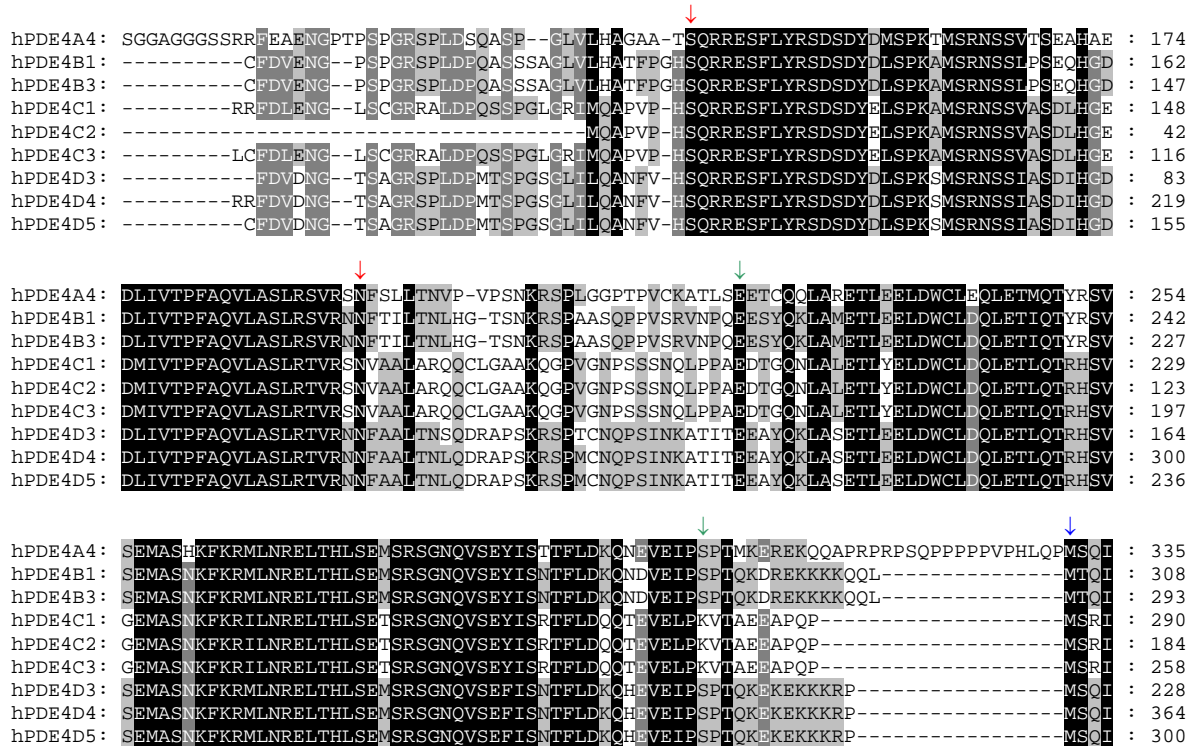 ↓
hPDE4A4: SGGAGGGSSRRFEAENGPTPSPGRSPLDSQASP--GLVLHAGAA-TSQRRESFLYRSDSDYDMSPKTMSRNSSVTSEAHAE : 174
hPDE4B1: ----------CFDVENG--PSPGRSPLDPQASSSAGLVLHATFPGHSQRRESFLYRSDSDYDLSPKAMSRNSSLPSEQHGD : 162
hPDE4B3: ----------CFDVENG--PSPGRSPLDPQASSSAGLVLHATFPGHSQRRESFLYRSDSDYDLSPKAMSRNSSLPSEQHGD : 147
hPDE4C1: ---------RRFDLENG--LSCGRRALDPQSSPGLGRIMQAPVP-HSQRRESFLYRSDSDYELSPKAMSRNSSVASDLHGE : 148
hPDE4C2: --------------------------------------MQAPVP-HSQRRESFLYRSDSDYELSPKAMSRNSSVASDLHGE : 42
hPDE4C3: ---------LCFDLENG--LSCGRRALDPQSSPGLGRIMQAPVP-HSQRRESFLYRSDSDYELSPKAMSRNSSVASDLHGE : 116
hPDE4D3: -----------FDVDNG--TSAGRSPLDPMTSPGSGLILQANFV-HSQRRESFLYRSDSDYDLSPKSMSRNSSIASDIHGD : 83
hPDE4D4: ---------RRFDVDNG--TSAGRSPLDPMTSPGSGLILQANFV-HSQRRESFLYRSDSDYDLSPKSMSRNSSIASDIHGD : 219
hPDE4D5: ----------CFDVDNG--TSAGRSPLDPMTSPGSGLILQANFV-HSQRRESFLYRSDSDYDLSPKSMSRNSSIASDIHGD : 155
↓ ↓
hPDE4A4: DLIVTPFAQVLASLRSVRSNFSLLTNVP-VPSNKRSPLGGPTPVCKATLSEETCQQLARETLEELDWCLEQLETMQTYRSV : 254
hPDE4B1: DLIVTPFAQVLASLRSVRNNFTILTNLHG-TSNKRSPAASQPPVSRVNPQEESYQKLAMETLEELDWCLDQLETIQTYRSV : 242
hPDE4B3: DLIVTPFAQVLASLRSVRNNFTILTNLHG-TSNKRSPAASQPPVSRVNPQEESYQKLAMETLEELDWCLDQLETIQTYRSV : 227
hPDE4C1: DMIVTPFAQVLASLRTVRSNVAALARQQCLGAAKQGPVGNPSSSNQLPPAEDTGQNLALETLYELDWCLDQLETLQTRHSV : 229
hPDE4C2: DMIVTPFAQVLASLRTVRSNVAALARQQCLGAAKQGPVGNPSSSNQLPPAEDTGQNLALETLYELDWCLDQLETLQTRHSV : 123
hPDE4C3: DMIVTPFAQVLASLRTVRSNVAALARQQCLGAAKQGPVGNPSSSNQLPPAEDTGQNLALETLYELDWCLDQLETLQTRHSV : 197
hPDE4D3: DLIVTPFAQVLASLRTVRNNFAALTNSQDRAPSKRSPTCNQPSINKATITEEAYQKLASETLEELDWCLDQLETLQTRHSV : 164
hPDE4D4: DLIVTPFAQVLASLRTVRNNFAALTNLQDRAPSKRSPMCNQPSINKATITEEAYQKLASETLEELDWCLDQLETLQTRHSV : 300
hPDE4D5: DLIVTPFAQVLASLRTVRNNFAALTNLQDRAPSKRSPMCNQPSINKATITEEAYQKLASETLEELDWCLDQLETLQTRHSV : 236
↓ ↓
hPDE4A4: SEMASHKFKRMLNRELTHLSEMSRSGNQVSEYISTTFLDKQNEVEIPSPTMKEREKQQAPRPRPSQPPPPPVPHLQPMSQI : 335
hPDE4B1: SEMASNKFKRMLNRELTHLSEMSRSGNQVSEYISNTFLDKQNDVEIPSPTQKDREKKKKQQL---------------MTQI : 308
hPDE4B3: SEMASNKFKRMLNRELTHLSEMSRSGNQVSEYISNTFLDKQNDVEIPSPTQKDREKKKKQQL---------------MTQI : 293
hPDE4C1: GEMASNKFKRILNRELTHLSETSRSGNQVSEYISRTFLDQQTEVELPKVTAEEAPQP--------------------MSRI : 290
hPDE4C2: GEMASNKFKRILNRELTHLSETSRSGNQVSEYISRTFLDQQTEVELPKVTAEEAPQP--------------------MSRI : 184
hPDE4C3: GEMASNKFKRILNRELTHLSETSRSGNQVSEYISRTFLDQQTEVELPKVTAEEAPQP--------------------MSRI : 258
hPDE4D3: SEMASNKFKRMLNRELTHLSEMSRSGNQVSEFISNTFLDKQHEVEIPSPTQKEKEKKKRP-----------------MSQI : 228
hPDE4D4: SEMASNKFKRMLNRELTHLSEMSRSGNQVSEFISNTFLDKQHEVEIPSPTQKEKEKKKRP-----------------MSQI : 364
hPDE4D5: SEMASNKFKRMLNRELTHLSEMSRSGNQVSEFISNTFLDKQHEVEIPSPTQKEKEKKKRP-----------------MSQI : 300